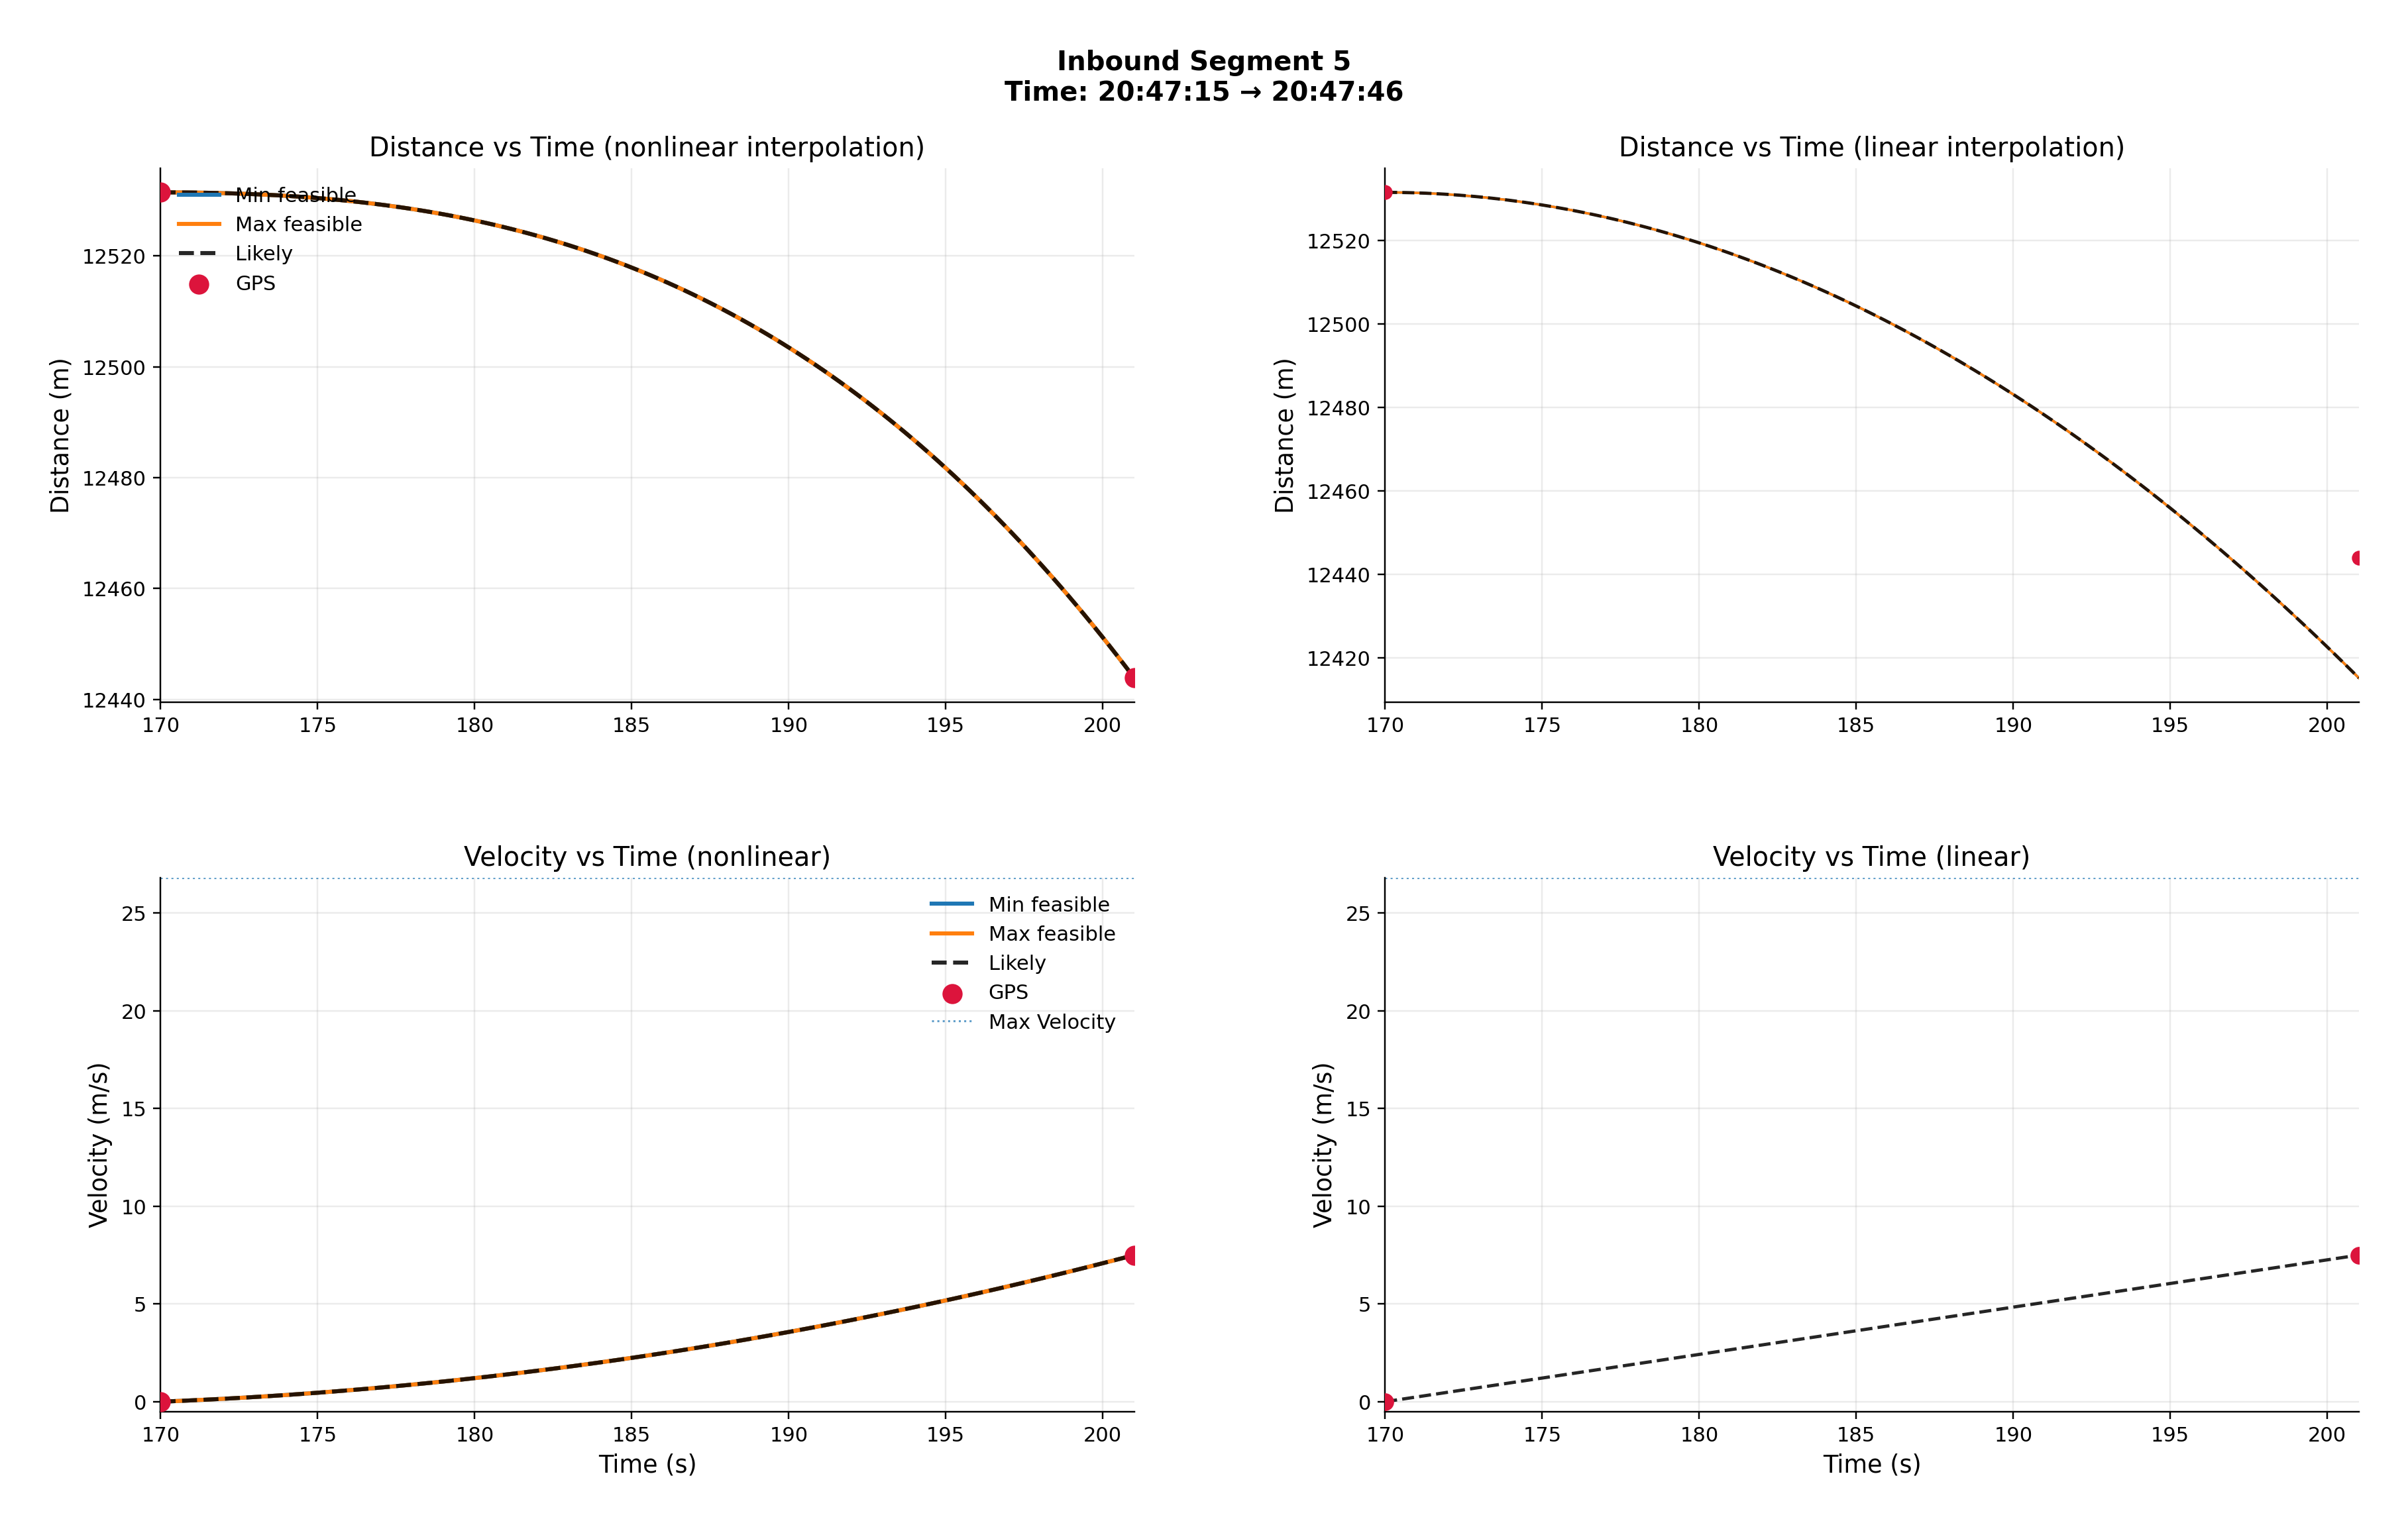 Inbound Segment 5
Time: 20:47:15 → 20:47:46
Distance vs Time (nonlinear interpolation)
Distance (m)
12520
12500
12480
12460
12440
170 175 180 185 190 195 200
Min feasible
Max feasible
Likely
GPS
Distance vs Time (linear interpolation)
Distance (m)
12520
12500
12480
12460
12440
12420
170 175 180 185 190 195 200
Velocity vs Time (nonlinear)
Velocity (m/s)
25
20
15
10
5
0
170 175 180 185 190 195 200
Time (s)
Min feasible
Max feasible
Likely
GPS
Max Velocity
Velocity vs Time (linear)
Velocity (m/s)
25
20
15
10
5
0
170 175 180 185 190 195 200
Time (s)